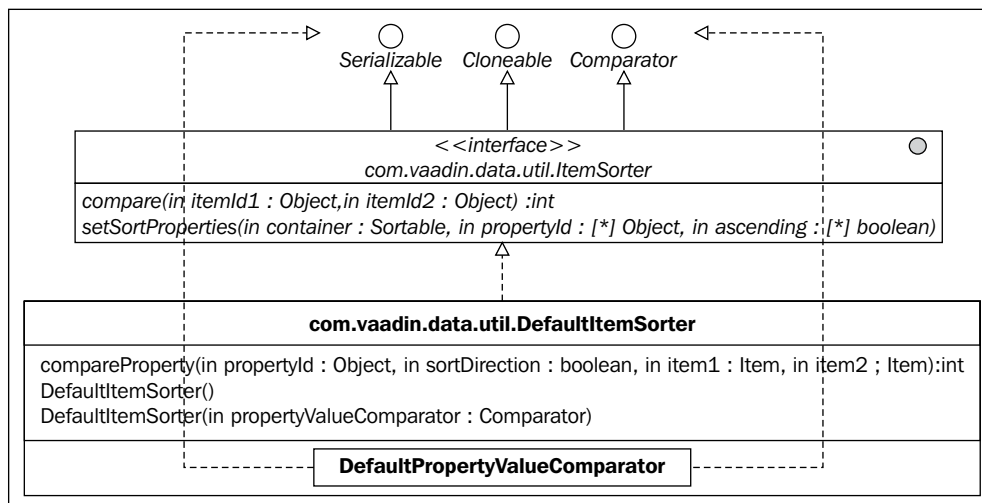 Serializable Cloneable Comparator
<<interface>>
com.vaadin.data.util.ItemSorter
compare(in itemId1 : Object,in itemId2 : Object) :int
setSortProperties(in container : Sortable, in propertyId : [*] Object, in ascending : [*] boolean)
com.vaadin.data.util.DefaultItemSorter
compareProperty(in propertyId : Object, in sortDirection : boolean, in item1 : Item, in item2 ; Item):int
DefaultItemSorter()
DefaultItemSorter(in propertyValueComparator : Comparator)
DefaultPropertyValueComparator